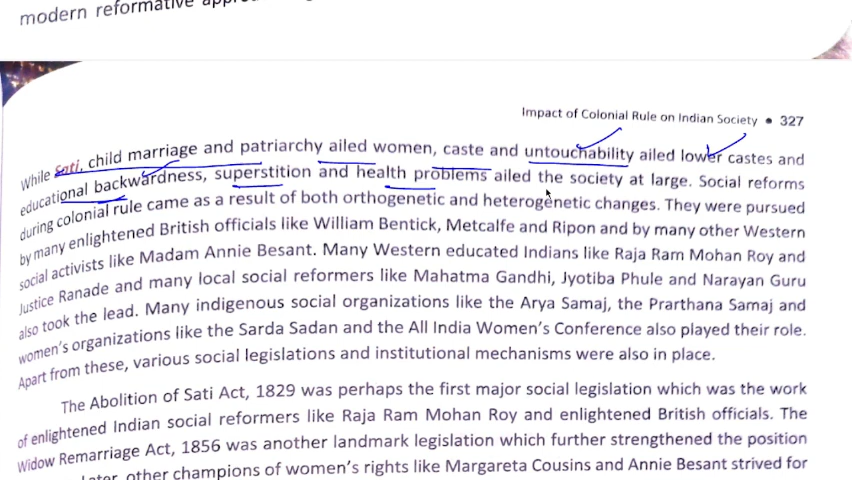 modern reformative
Impact of Colonial Rule on Indian Society • 327
While Sati, child marriage and patriarchy ailed women, caste and untouchability ailed lower castes and
educational backwardness, superstition and health problems ailed the society at large. Social reforms
during colonial rule came as a result of both orthogenetic and heterogenetic changes. They were pursued
by many enlightened British officials like William Bentick, Metcalfe and Ripon and by many other Western
social activists like Madam Annie Besant. Many Western educated Indians like Raja Ram Mohan Roy and
Justice Ranade and many local social reformers like Mahatma Gandhi, Jyotiba Phule and Narayan Guru
also took the lead. Many indigenous social organizations like the Arya Samaj, the Prarthana Samaj and
women's organizations like the Sarda Sadan and the All India Women's Conference also played their role.
Apart from these, various social legislations and institutional mechanisms were also in place.
The Abolition of Sati Act, 1829 was perhaps the first major social legislation which was the work
of enlightened Indian social reformers like Raja Ram Mohan Roy and enlightened British officials. The
Widow Remarriage Act, 1856 was another landmark legislation which further strengthened the position
other champions of women's rights like Margareta Cousins and Annie Besant strived for